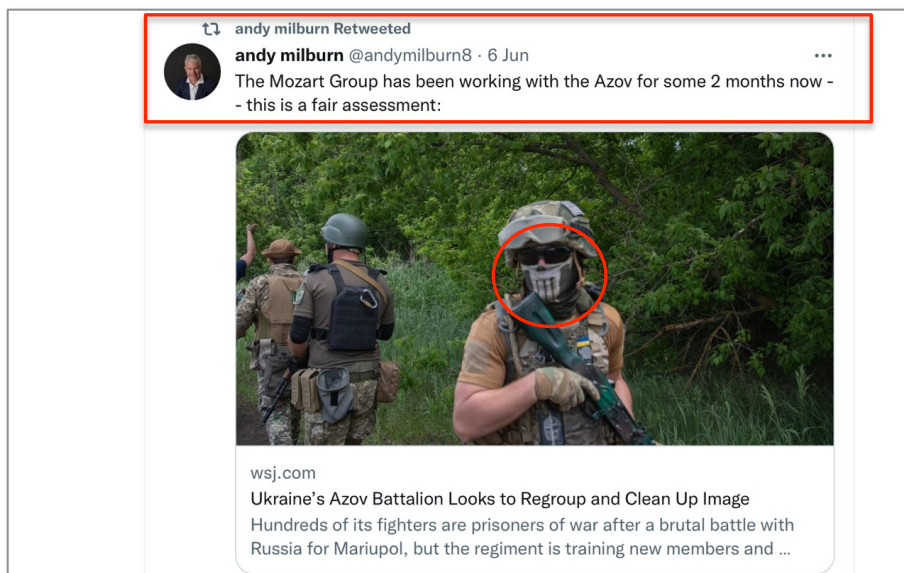 andy milburn Retweeted
andy milburn @andymilburn8 · 6 Jun
The Mozart Group has been working with the Azov for some 2 months now -
- this is a fair assessment:
wsj.com
Ukraine's Azov Battalion Looks to Regroup and Clean Up Image
Hundreds of its fighters are prisoners of war after a brutal battle with
Russia for Mariupol, but the regiment is training new members and ...